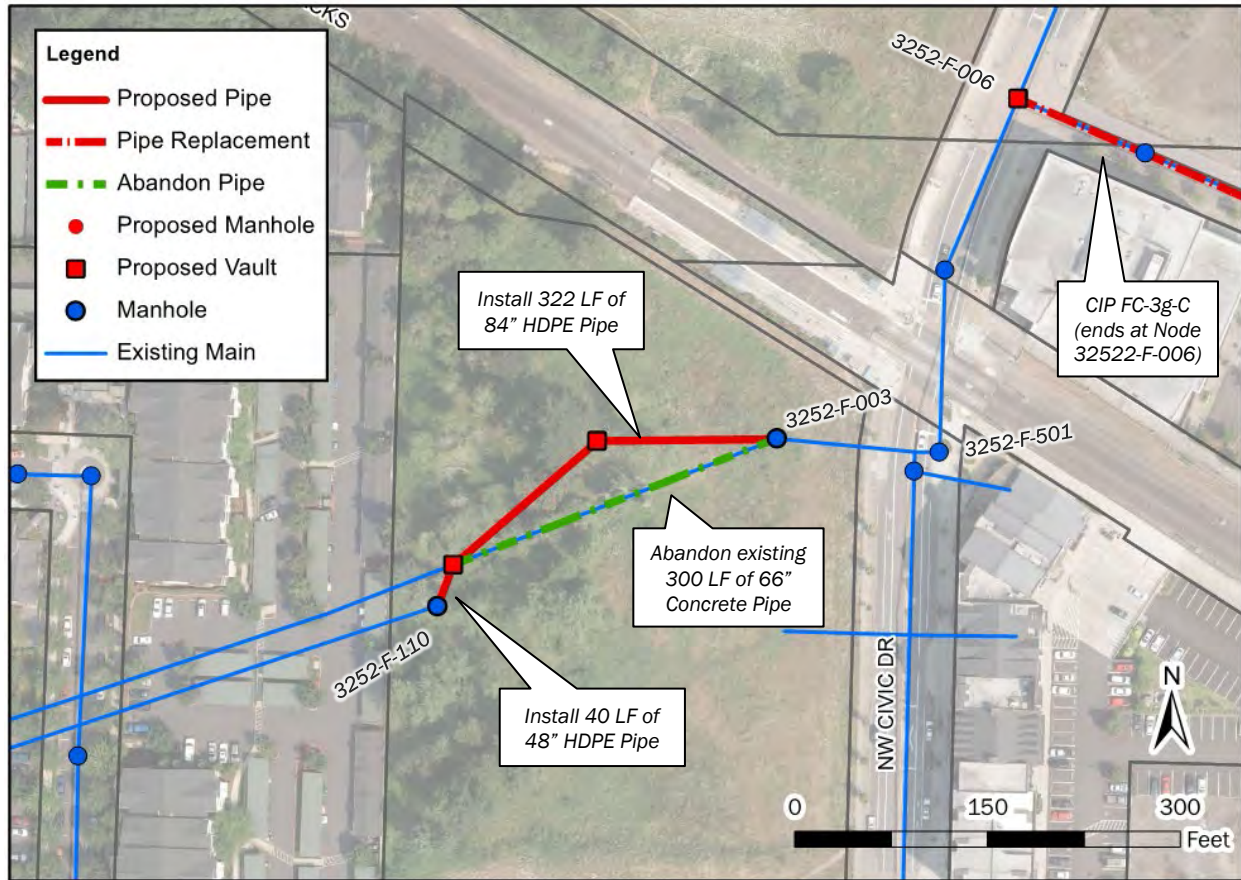 CKS
Legend
Proposed Pipe
Pipe Replacement
Abandon Pipe
Proposed Manhole
Proposed Vault
Manhole
Existing Main
3252-F-006
Install 322 LF of
84” HDPE Pipe
CIP FC-3g-C
(ends at Node
32522-F-006)
3252-F-003
3252-F-501
Abandon existing
300 LF of 66”
Concrete Pipe
3252-F-110
Install 40 LF of
48” HDPE Pipe
NW CIVIC DR
N
0 150 300
Feet